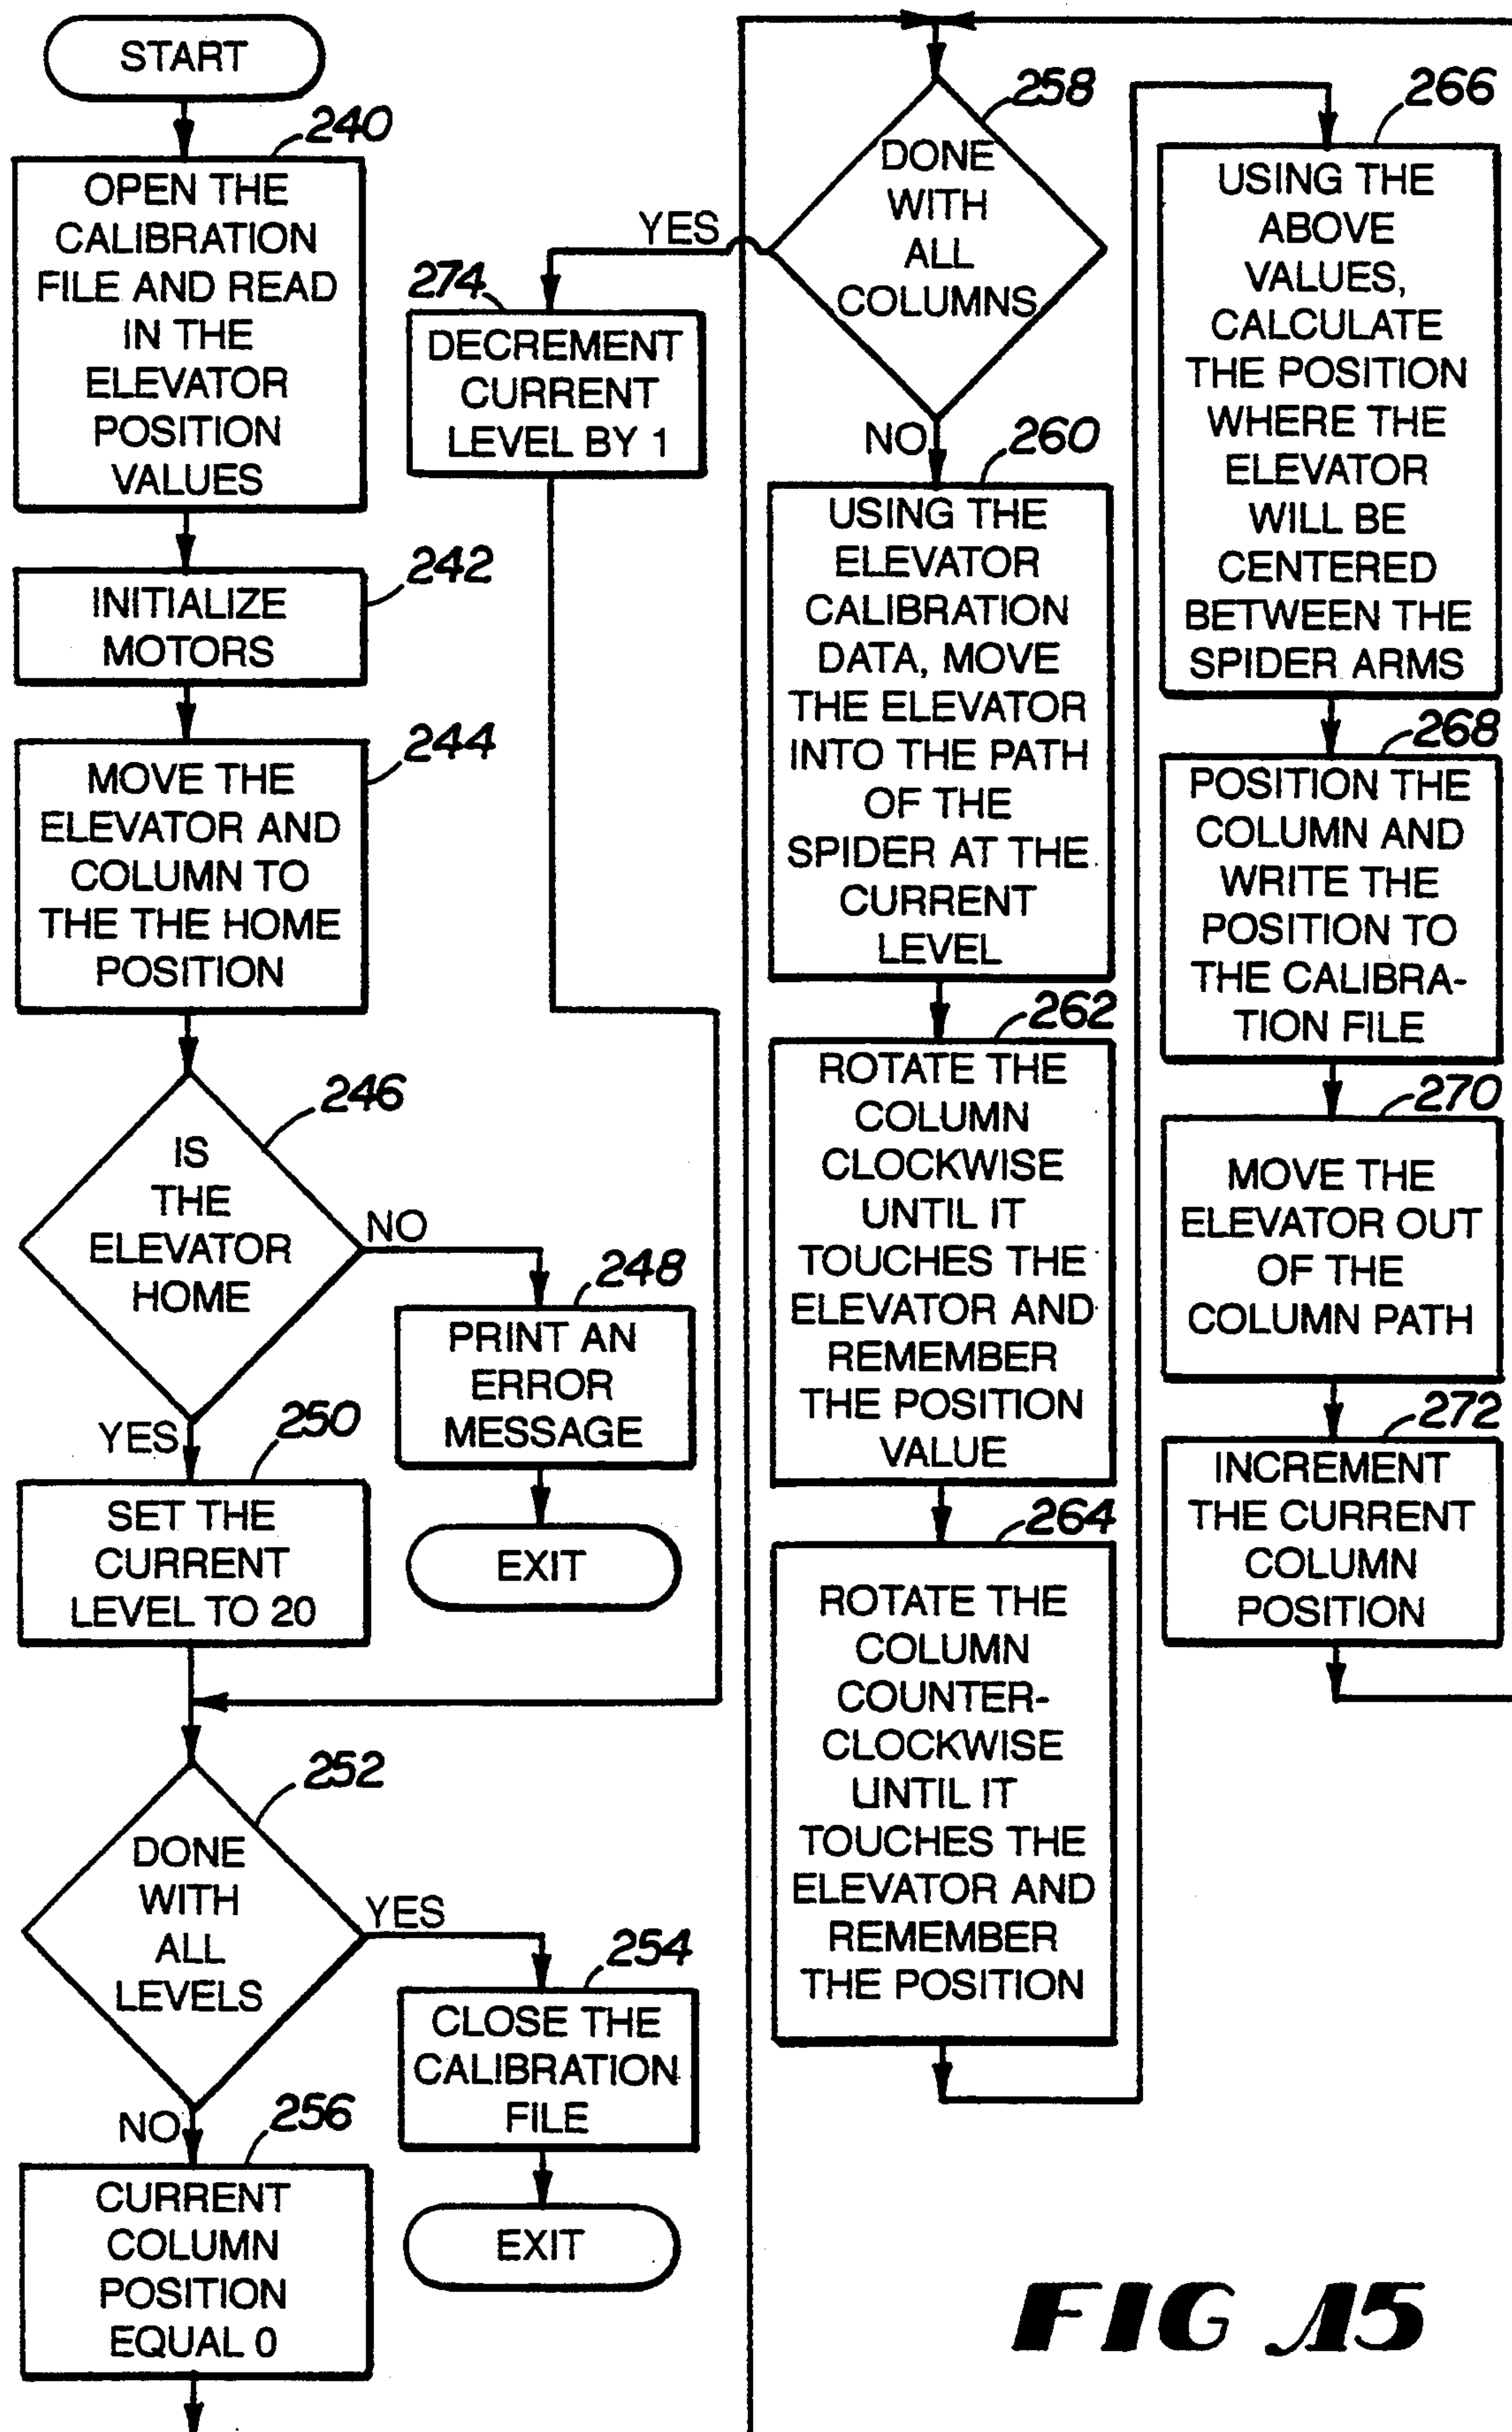 START
240
OPEN THE
CALIBRATION
FILE AND READ
IN THE
ELEVATOR
POSITION
VALUES
242
INITIALIZE
MOTORS
244
MOVE THE
ELEVATOR AND
COLUMN TO
THE THE HOME
POSITION
246
IS
THE
ELEVATOR
HOME
NO
248
PRINT AN
ERROR
MESSAGE
EXIT
YES
250
SET THE
CURRENT
LEVEL TO 20
252
DONE
WITH
ALL
LEVELS
YES
254
CLOSE THE
CALIBRATION
FILE
EXIT
NO
256
CURRENT
COLUMN
POSITION
EQUAL 0
258
DONE
WITH
ALL
COLUMNS
YES
274
DECREMENT
CURRENT
LEVEL BY 1
NO
260
USING THE
ELEVATOR
CALIBRATION
DATA, MOVE
THE ELEVATOR
INTO THE PATH
OF THE
SPIDER AT THE
CURRENT
LEVEL
262
ROTATE THE
COLUMN
CLOCKWISE
UNTIL IT
TOUCHES THE
ELEVATOR AND
REMEMBER
THE POSITION
VALUE
264
ROTATE THE
COLUMN
COUNTER-
CLOCKWISE
UNTIL IT
TOUCHES THE
ELEVATOR AND
REMEMBER
THE POSITION
266
USING THE
ABOVE
VALUES,
CALCULATE
THE POSITION
WHERE THE
ELEVATOR
WILL BE
CENTERED
BETWEEN THE
SPIDER ARMS
268
POSITION THE
COLUMN AND
WRITE THE
POSITION TO
THE CALIBRA-
TION FILE
270
MOVE THE
ELEVATOR OUT
OF THE
COLUMN PATH
272
INCREMENT
THE CURRENT
COLUMN
POSITION
FIG 15